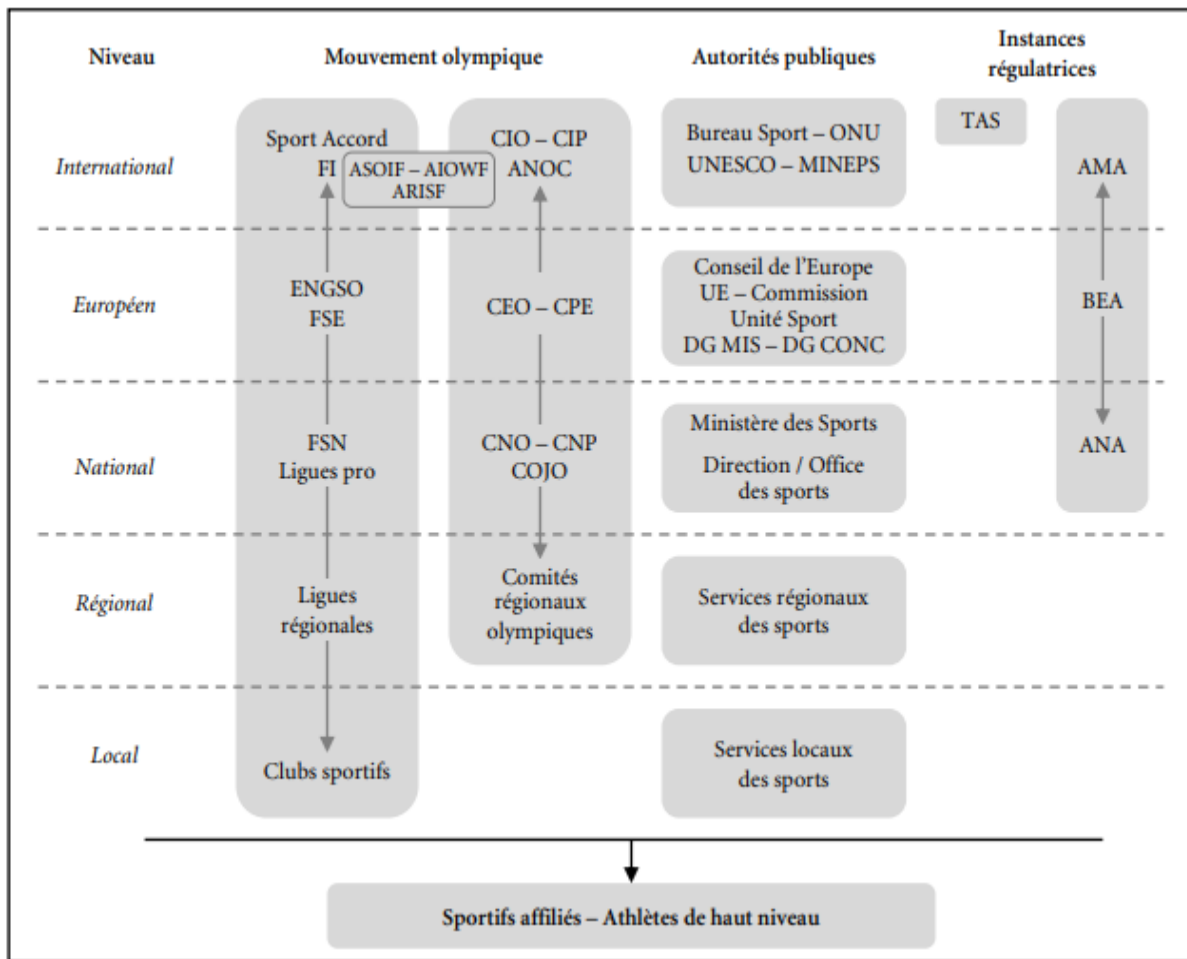 Niveau
Mouvement olympique
Autorités publiques
Instances
régulatrices
International
Sport Accord
FI
ASOIF – AIOWF
ARISF
CIO – CIP
ANOC
Bureau Sport – ONU
UNESCO – MINEPS
TAS
AMA
Européen
ENGSO
FSE
CEO – CPE
Conseil de l'Europe
UE – Commission
Unité Sport
DG MIS – DG CONC
BEA
National
FSN
Ligues pro
CNO – CNP
COJO
Ministère des Sports
Direction / Office
des sports
ANA
Régional
Ligues
régionales
Comités
régionaux
olympiques
Services régionaux
des sports
Local
Clubs sportifs
Services locaux
des sports
Sportifs affiliés – Athlètes de haut niveau